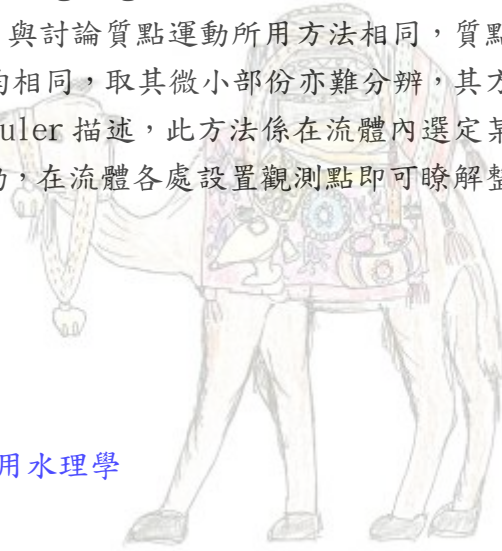 與討論質點運動所用方法相同，質點
相同，取其微小部份亦難分辨，其方
uler 描述，此方法係在流體內選定某
，在流體各處設置觀測點即可瞭解整
用水理學